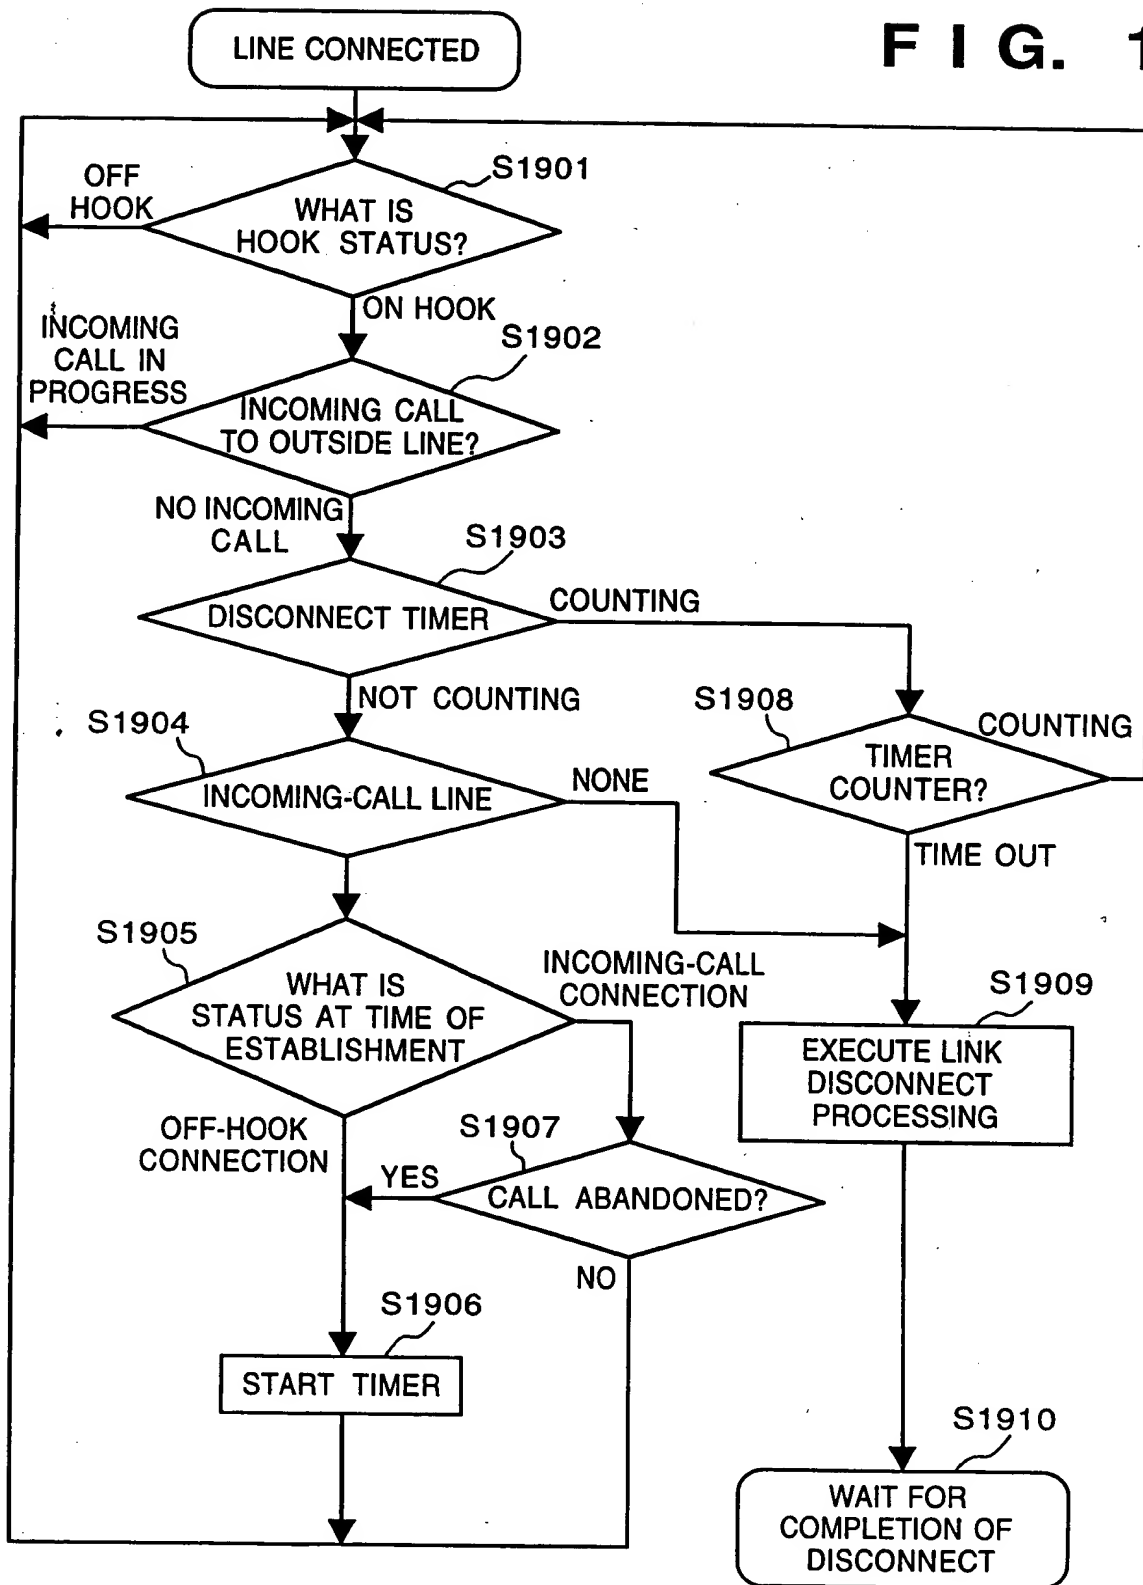 LINE CONNECTED
FIG. 1
S1901
OFF
HOOK
WHAT IS
HOOK STATUS?
ON HOOK
S1902
INCOMING
CALL IN
PROGRESS
INCOMING CALL
TO OUTSIDE LINE?
NO INCOMING
CALL
S1903
DISCONNECT TIMER
COUNTING
NOT COUNTING
S1904
S1908
COUNTING
INCOMING-CALL LINE
NONE
TIMER
COUNTER?
TIME OUT
S1905
WHAT IS
STATUS AT TIME OF
ESTABLISHMENT
INCOMING-CALL
CONNECTION
S1909
EXECUTE LINK
DISCONNECT
PROCESSING
OFF-HOOK
CONNECTION
S1907
YES
CALL ABANDONED?
NO
S1906
START TIMER
S1910
WAIT FOR
COMPLETION OF
DISCONNECT